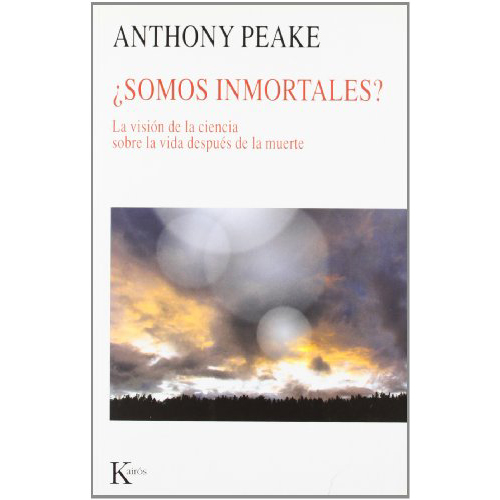 ANTHONY PEAKE
¿SOMOS INMORTALES?
La visión de la ciencia
sobre la vida después de la muerte
Kairós